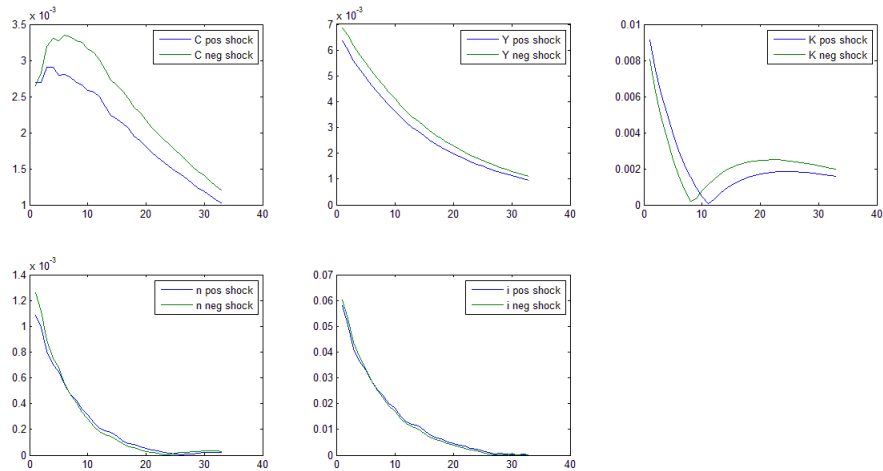 x 10^-3
3.5
3
2.5
2
1.5
1
0 10 20 30 40
C pos shock
C neg shock
x 10^-3
7
6
5
4
3
2
1
0
0 10 20 30 40
Y pos shock
Y neg shock
0.01
0.008
0.006
0.004
0.002
0
0 10 20 30 40
K pos shock
K neg shock
x 10^-3
1.4
1.2
1
0.8
0.6
0.4
0.2
0
0 10 20 30 40
n pos shock
n neg shock
0.07
0.06
0.05
0.04
0.03
0.02
0.01
0
0 10 20 30 40
i pos shock
i neg shock